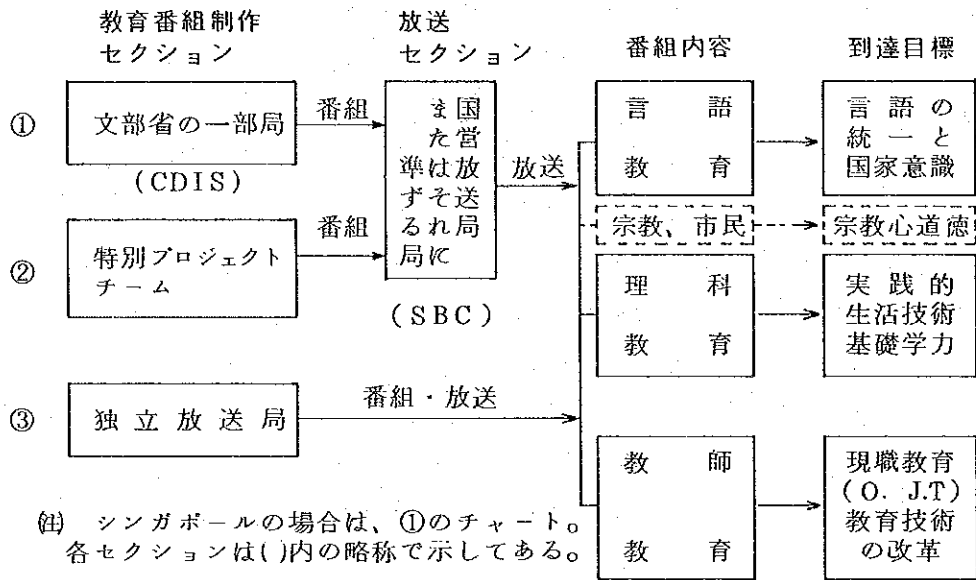 教育番組制作
セクション
放送
セクション
番組内容
到達目標
①
文部省の一部局
(CDIS)
番組
②
特別プロジェクト
チーム
番組
国営放送局
または それに
準ずる局
(SBC)
放送
③
独立放送局
番組・放送
言語
教育
言語の
統一と
国家意識
宗教、市民
宗教心道徳
理科
教育
実践的
生活技術
基礎学力
教師
教育
現職教育
(O. J.T)
教育技術
の改革
(注) シンガポールの場合は、①のチャート。
各セクションは( )内の略称で示してある。